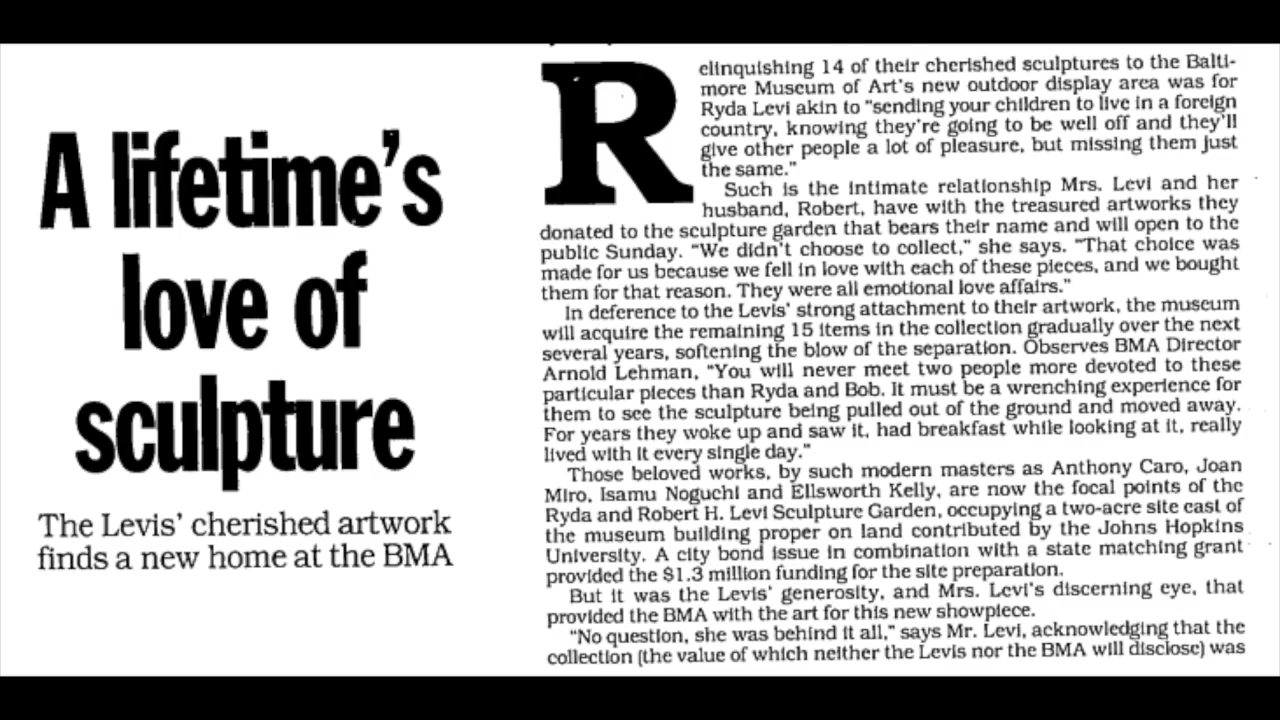 A lifetime's
love of
sculpture
The Levis' cherished artwork
finds a new home at the BMA
Relinquishing 14 of their cherished sculptures to the Balti-
more Museum of Art's new outdoor display area was for
Ryda Levi akin to "sending your children to live in a foreign
country, knowing they're going to be well off and they'll
give other people a lot of pleasure, but missing them just
the same."
Such is the intimate relationship Mrs. Levi and her
husband, Robert, have with the treasured artworks they
donated to the sculpture garden that bears their name and will open to the
public Sunday. "We didn't choose to collect," she says. "That choice was
made for us because we fell in love with each of these pieces, and we bought
them for that reason. They were all emotional love affairs."
In deference to the Levis' strong attachment to their artwork, the museum
will acquire the remaining 15 items in the collection gradually over the next
several years, softening the blow of the separation. Observes BMA Director
Arnold Lehman, "You will never meet two people more devoted to these
particular pieces than Ryda and Bob. It must be a wrenching experience for
them to see the sculpture being pulled out of the ground and moved away.
For years they woke up and saw it, had breakfast while looking at it, really
lived with it every single day."
Those beloved works, by such modern masters as Anthony Caro, Joan
Miro, Isamu Noguchi and Ellsworth Kelly, are now the focal points of the
Ryda and Robert H. Levi Sculpture Garden, occupying a two-acre site east of
the museum building proper on land contributed by the Johns Hopkins
University. A city bond issue in combination with a state matching grant
provided the $1.3 million funding for the site preparation.
But it was the Levis' generosity, and Mrs. Levi's discerning eye, that
provided the BMA with the art for this new showpiece.
"No question, she was behind it all," says Mr. Levi, acknowledging that the
collection (the value of which neither the Levis nor the BMA will disclose) was